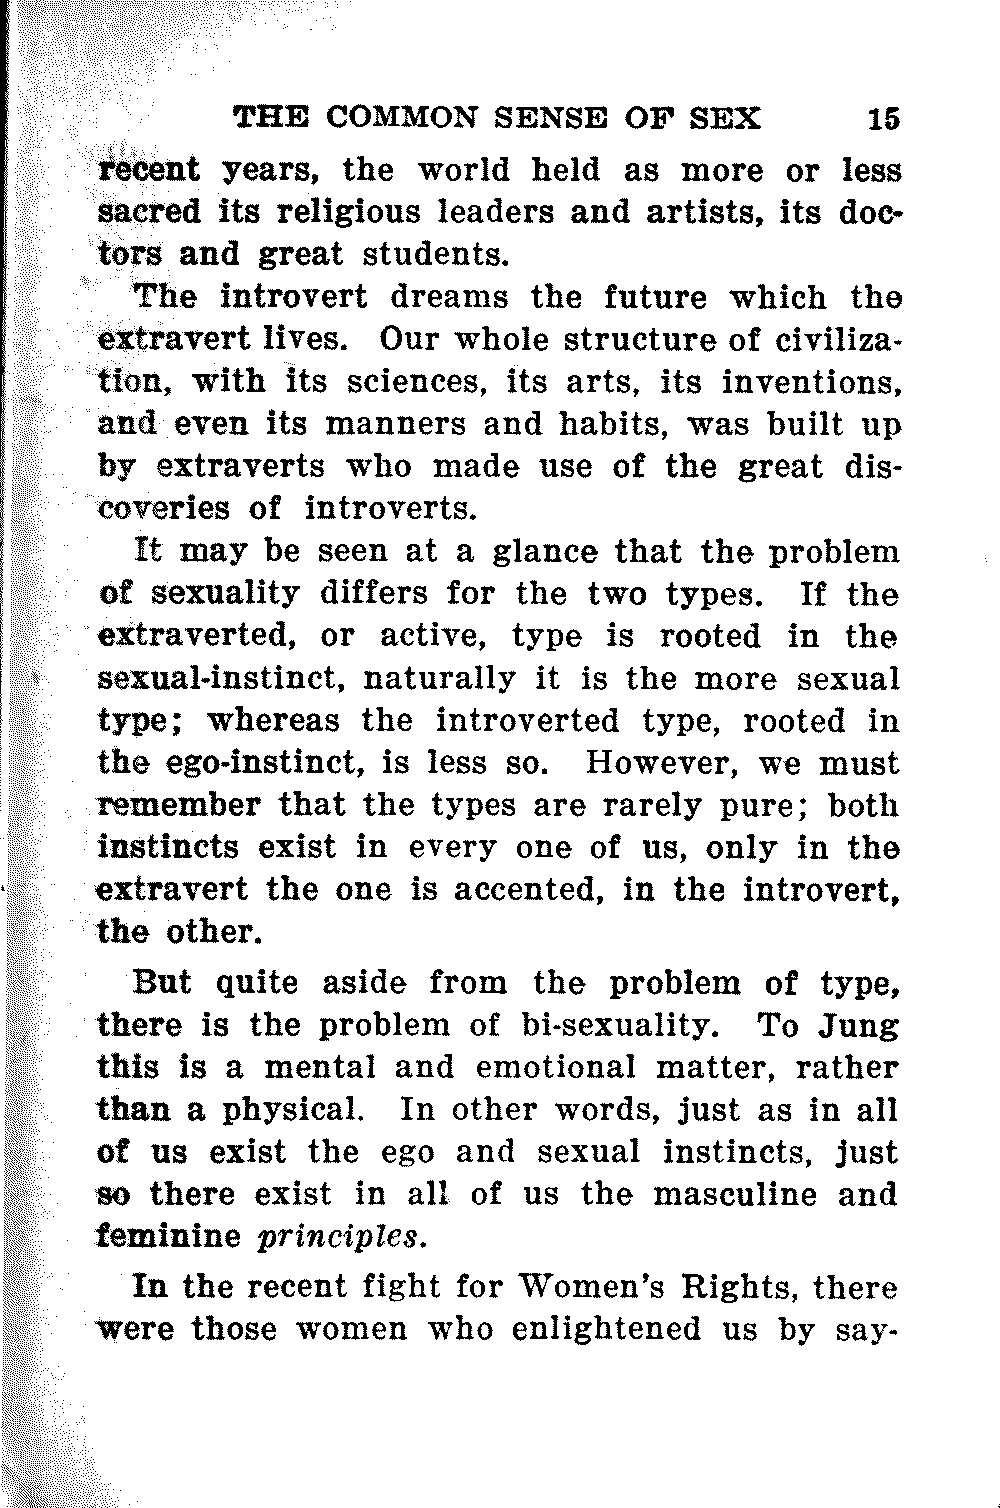 THE COMMON SENSE OF SEX 15
recent years, the world held as more or less
sacred its religious leaders and artists, its doc-
tors and great students.
The introvert dreams the future which the
extravert lives. Our whole structure of civiliza-
tion, with its sciences, its arts, its inventions,
and even its manners and habits, was built up
by extraverts who made use of the great dis-
coveries of introverts.
It may be seen at a glance that the problem
of sexuality differs for the two types. If the
extraverted, or active, type is rooted in the
sexual-instinct, naturally it is the more sexual
type; whereas the introverted type, rooted in
the ego-instinct, is less so. However, we must
remember that the types are rarely pure; both
instincts exist in every one of us, only in the
extravert the one is accented, in the introvert,
the other.
But quite aside from the problem of type,
there is the problem of bi-sexuality. To Jung
this is a mental and emotional matter, rather
than a physical. In other words, just as in all
of us exist the ego and sexual instincts, just
so there exist in all of us the masculine and
feminine principles.
In the recent fight for Women's Rights, there
were those women who enlightened us by say-